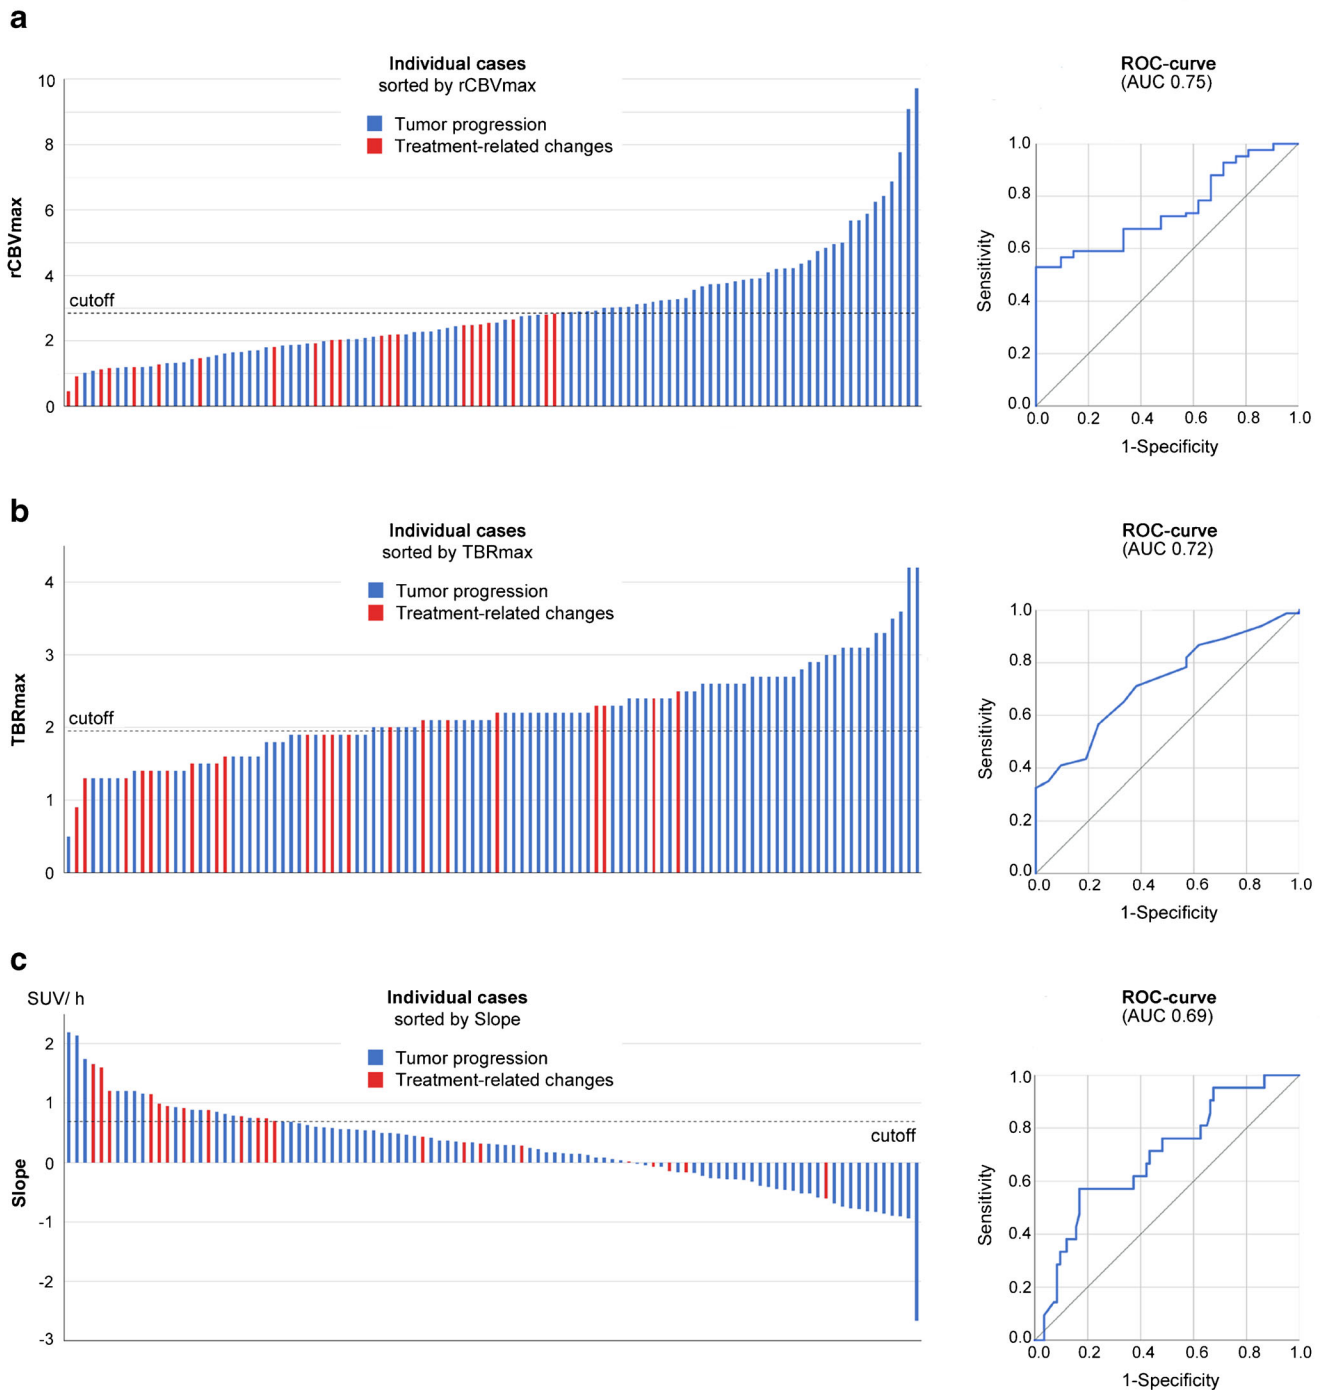 a
Individual cases
sorted by rCBVmax
Tumor progression
Treatment-related changes
rCBVmax
10
8
6
4
2
0
cutoff
ROC-curve
(AUC 0.75)
Sensitivity
1.0
0.8
0.6
0.4
0.2
0.0
0.0 0.2 0.4 0.6 0.8 1.0
1-Specificity
b
Individual cases
sorted by TBRmax
Tumor progression
Treatment-related changes
TBRmax
4
3
2
1
0
cutoff
ROC-curve
(AUC 0.72)
Sensitivity
1.0
0.8
0.6
0.4
0.2
0.0
0.0 0.2 0.4 0.6 0.8 1.0
1-Specificity
c
SUV/ h
Individual cases
sorted by Slope
Tumor progression
Treatment-related changes
Slope
2
1
0
-1
-2
-3
cutoff
ROC-curve
(AUC 0.69)
Sensitivity
1.0
0.8
0.6
0.4
0.2
0.0
0.0 0.2 0.4 0.6 0.8 1.0
1-Specificity